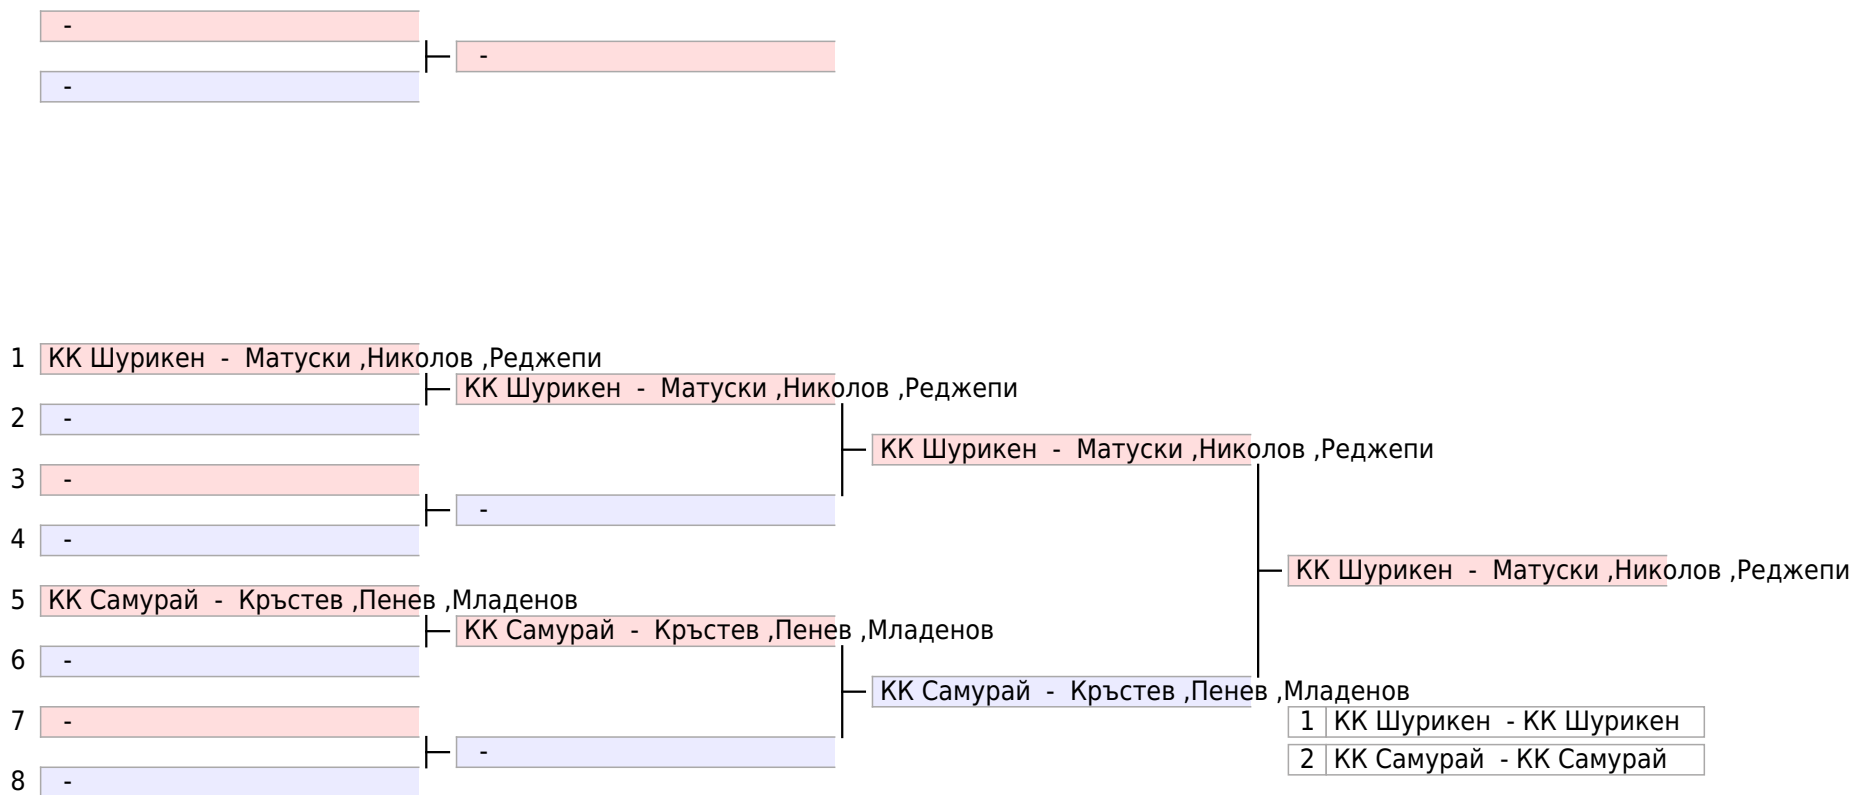 -
-
-
1 КК Шурикен - Матуски ,Николов ,Реджепи
КК Шурикен - Матуски ,Николов ,Реджепи
2 -
КК Шурикен - Матуски ,Николов ,Реджепи
3 -
-
4 -
КК Шурикен - Матуски ,Николов ,Реджепи
5 КК Самурай - Кръстев ,Пенев ,Младенов
КК Самурай - Кръстев ,Пенев ,Младенов
6 -
КК Самурай - Кръстев ,Пенев ,Младенов
7 -
1 КК Шурикен - КК Шурикен
-
2 КК Самурай - КК Самурай
8 -